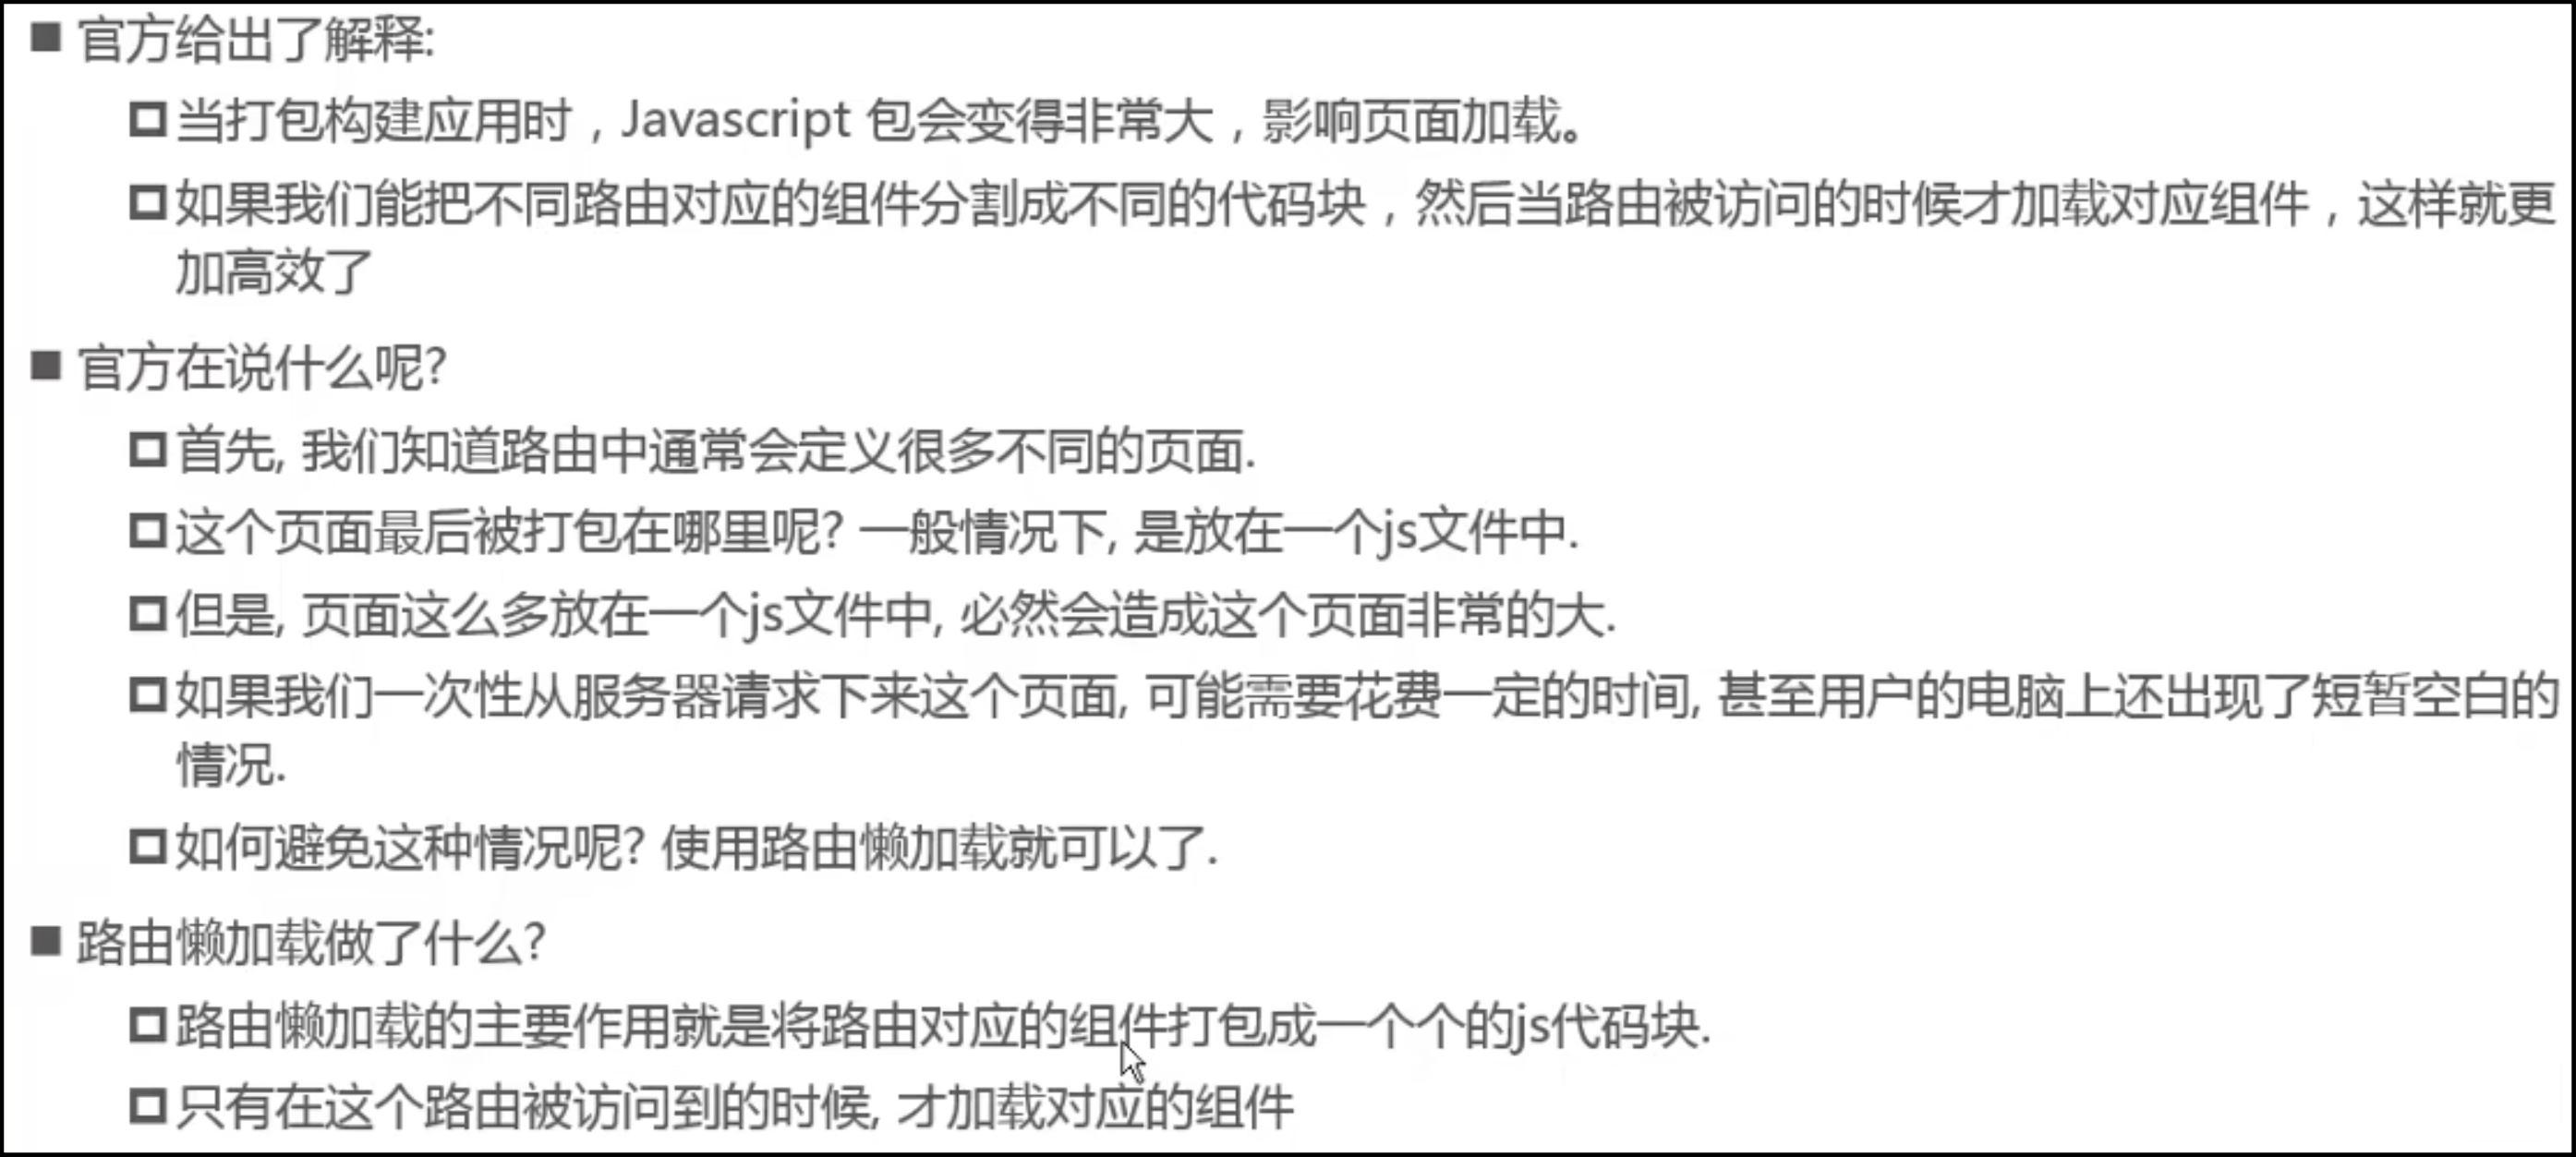 官方给出了解释:
当打包构建应用时，Javascript 包会变得非常大，影响页面加载。
如果我们能把不同路由对应的组件分割成不同的代码块，然后当路由被访问的时候才加载对应组件，这样就更
加高效了
官方在说什么呢?
首先, 我们知道路由中通常会定义很多不同的页面.
这个页面最后被打包在哪里呢? 一般情况下, 是放在一个js文件中.
但是, 页面这么多放在一个js文件中, 必然会造成这个页面非常的大.
如果我们一次性从服务器请求下来这个页面, 可能需要花费一定的时间, 甚至用户的电脑上还出现了短暂空白的
情况.
如何避免这种情况呢? 使用路由懒加载就可以了.
路由懒加载做了什么?
路由懒加载的主要作用就是将路由对应的组件打包成一个个的js代码块.
只有在这个路由被访问到的时候, 才加载对应的组件